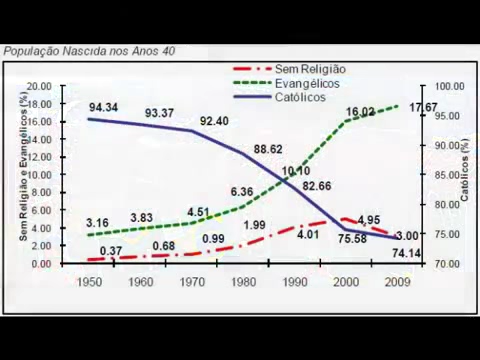 População Nascida nos Anos 40
Sem Religião
Evangélicos
Católicos
Sem Religião e Evangélicos (%)
20.00
18.00
16.00
14.00
12.00
10.00
8.00
6.00
4.00
2.00
0.00
94.34 93.37 92.40 88.62 82.66 75.58 74.14
3.16 3.83 4.51 6.36 10.10 16.02 17.67
0.37 0.68 0.99 1.99 4.01 4.95 3.00
100.00
95.00
90.00
85.00
80.00
75.00
70.00
Católicos (%)
1950 1960 1970 1980 1990 2000 2009